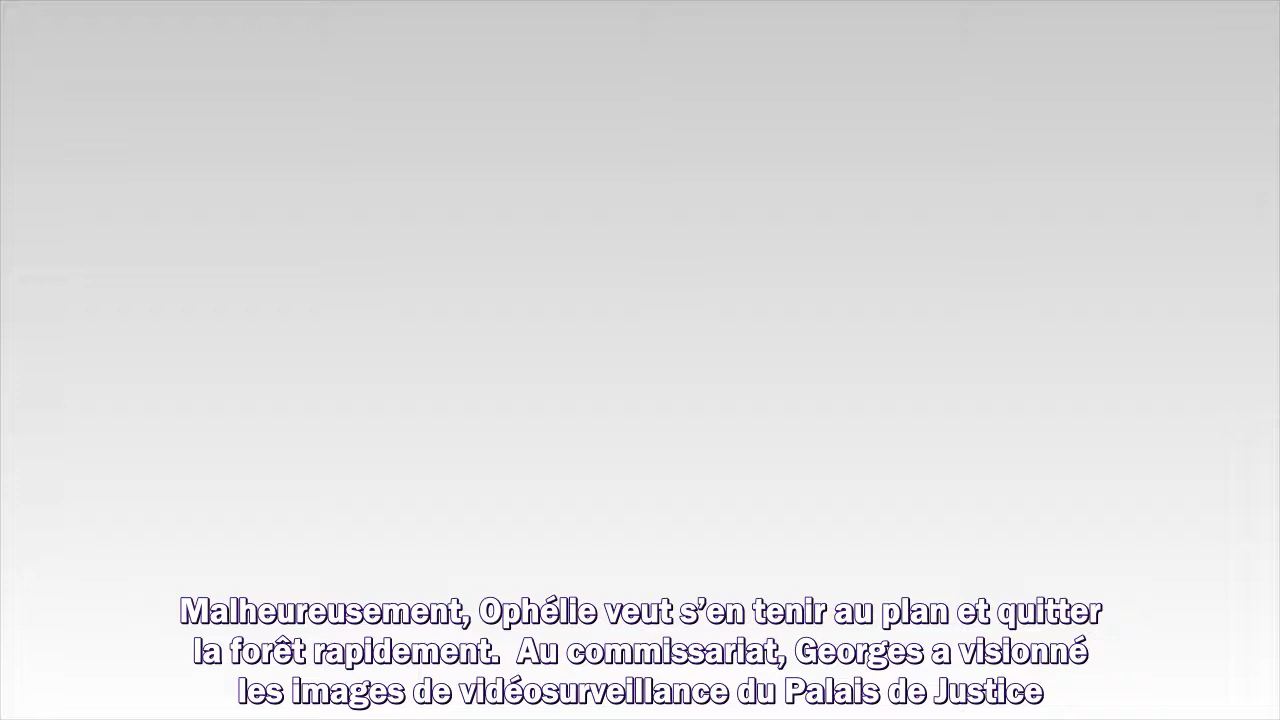 Malheureusement, Ophélie veut s’en tenir au plan et quitter
la forêt rapidement.  Au commissariat, Georges a visionné
les images de vidéosurveillance du Palais de Justice